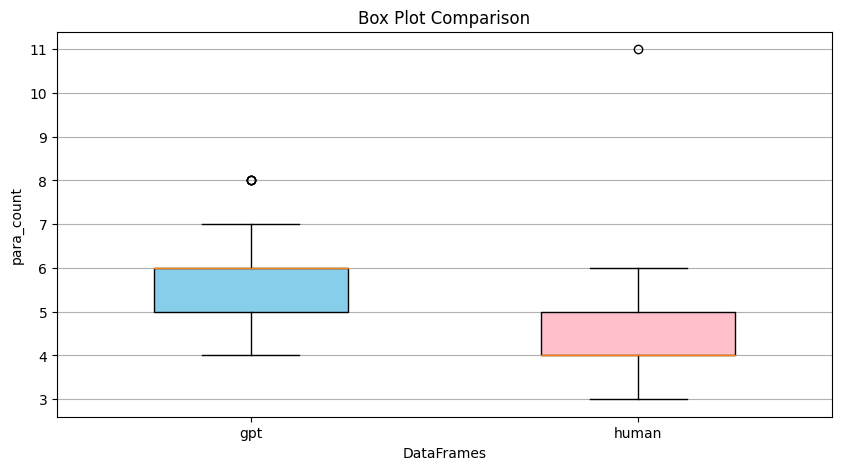 Box Plot Comparison
11
10
9
8
7
6
5
4
3
para_count
gpt
human
DataFrames